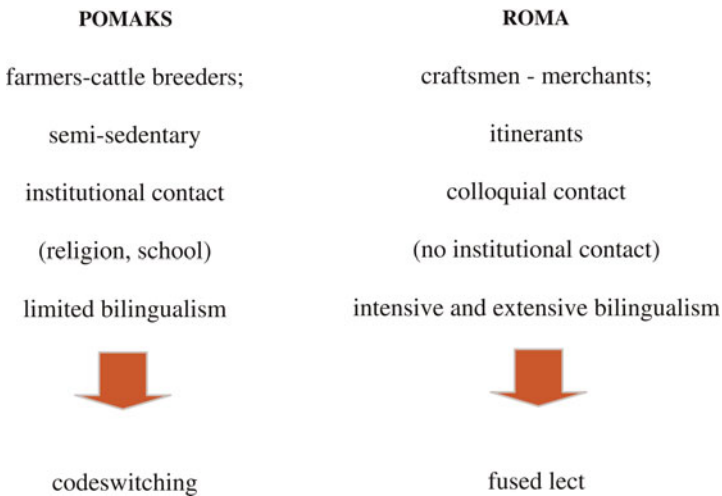 POMAKS
farmers-cattle breeders;
semi-sedentary
institutional contact
(religion, school)
limited bilingualism
codeswitching
ROMA
craftsmen - merchants;
itinerants
colloquial contact
(no institutional contact)
intensive and extensive bilingualism
fused lect